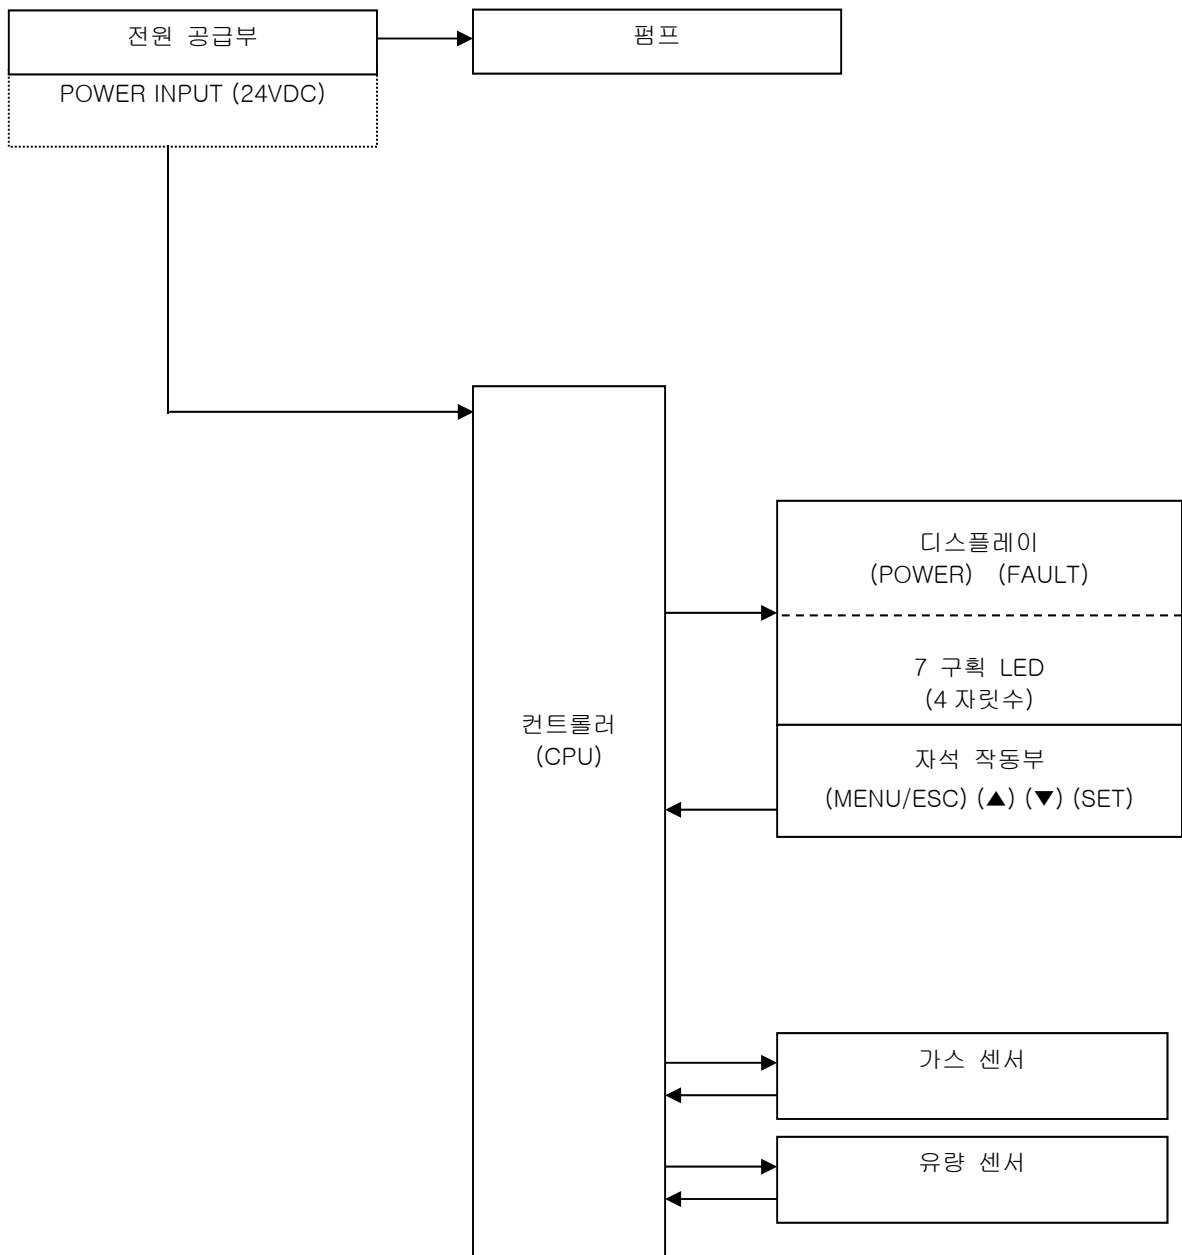 전원 공급부
펌프
POWER INPUT (24VDC)
디스플레이
(POWER) (FAULT)
7 구획 LED
(4 자릿수)
컨트롤러
(CPU)
자석 작동부
(MENU/ESC) (▲) (▼) (SET)
가스 센서
유량 센서